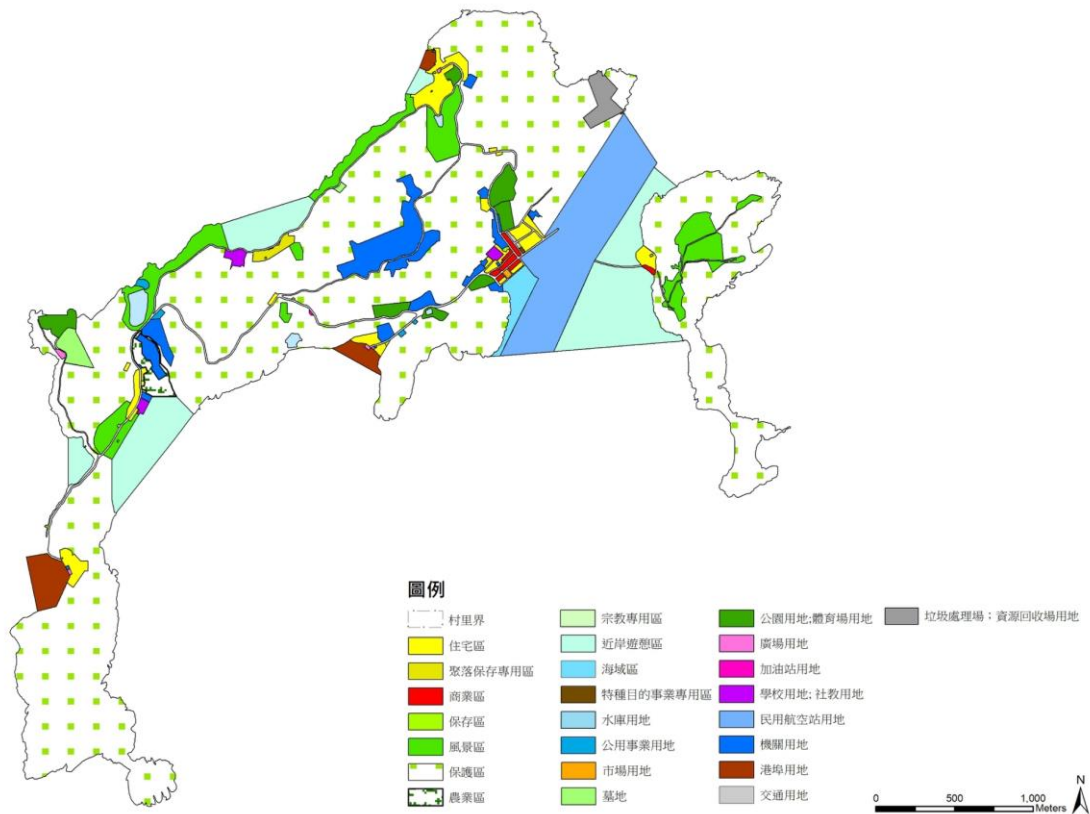 圖例
村里界
住宅區
聚落保存專用區
商業區
保存區
風景區
保護區
農業區
宗教專用區
近岸遊憩區
海域區
特種目的事業專用區
水庫用地
公用事業用地
市場用地
墓地
公園用地;體育場用地
廣場用地
加油站用地
學校用地; 社教用地
民用航空站用地
機關用地
港埠用地
交通用地
垃圾處理場；資源回收場用地
N
0 500 1,000
Meters